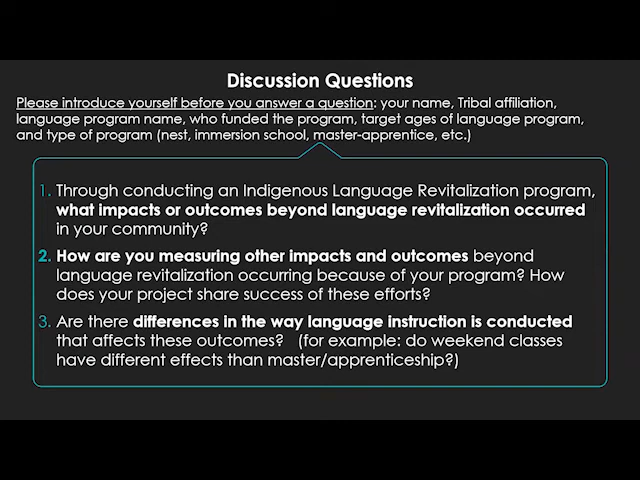 Discussion Questions
Please introduce yourself before you answer a question: your name, Tribal affiliation,
language program name, who funded the program, target ages of language program,
and type of program (nest, immersion school, master-apprentice, etc.)
1. Through conducting an Indigenous Language Revitalization program,
what impacts or outcomes beyond language revitalization occurred
in your community?
2. How are you measuring other impacts and outcomes beyond
language revitalization occurring because of your program? How
does your project share success of these efforts?
3. Are there differences in the way language instruction is conducted
that affects these outcomes? (for example: do weekend classes
have different effects than master/apprenticeship?)